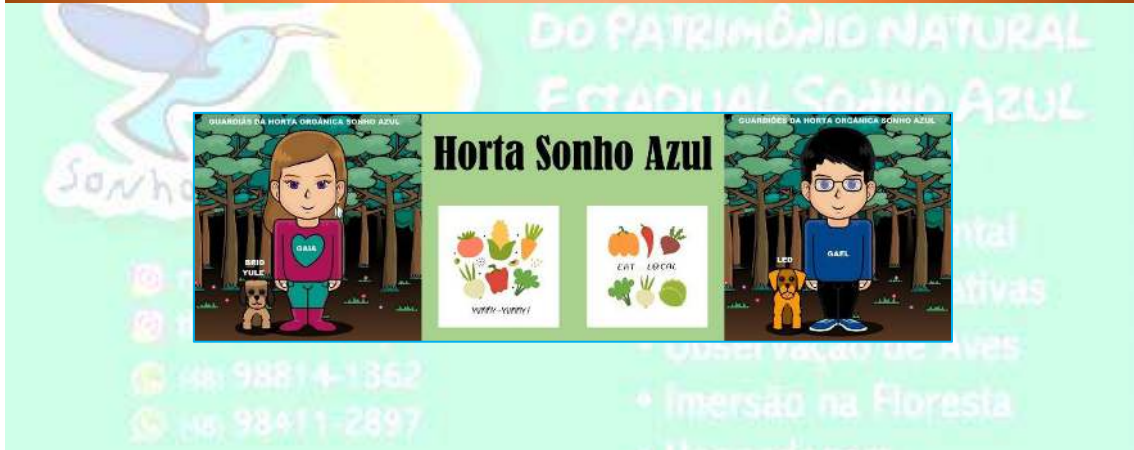 DO PATRIMÔNIO NATURAL
ESTADUAL SONHO AZUL
GUARDIÃS DA HORTA ORGÂNICA SONHO AZUL
GAIA
BRID
YULE
Horta Sonho Azul
YUMMY-YUMMY!
EAT LOCAL
GUARDIÕES DA HORTA ORGÂNICA SONHO AZUL
LEO
GAEL
Sonho
(48) 98814-1362
(48) 98411-2897
• Observação de Aves
• Imersão na Floresta